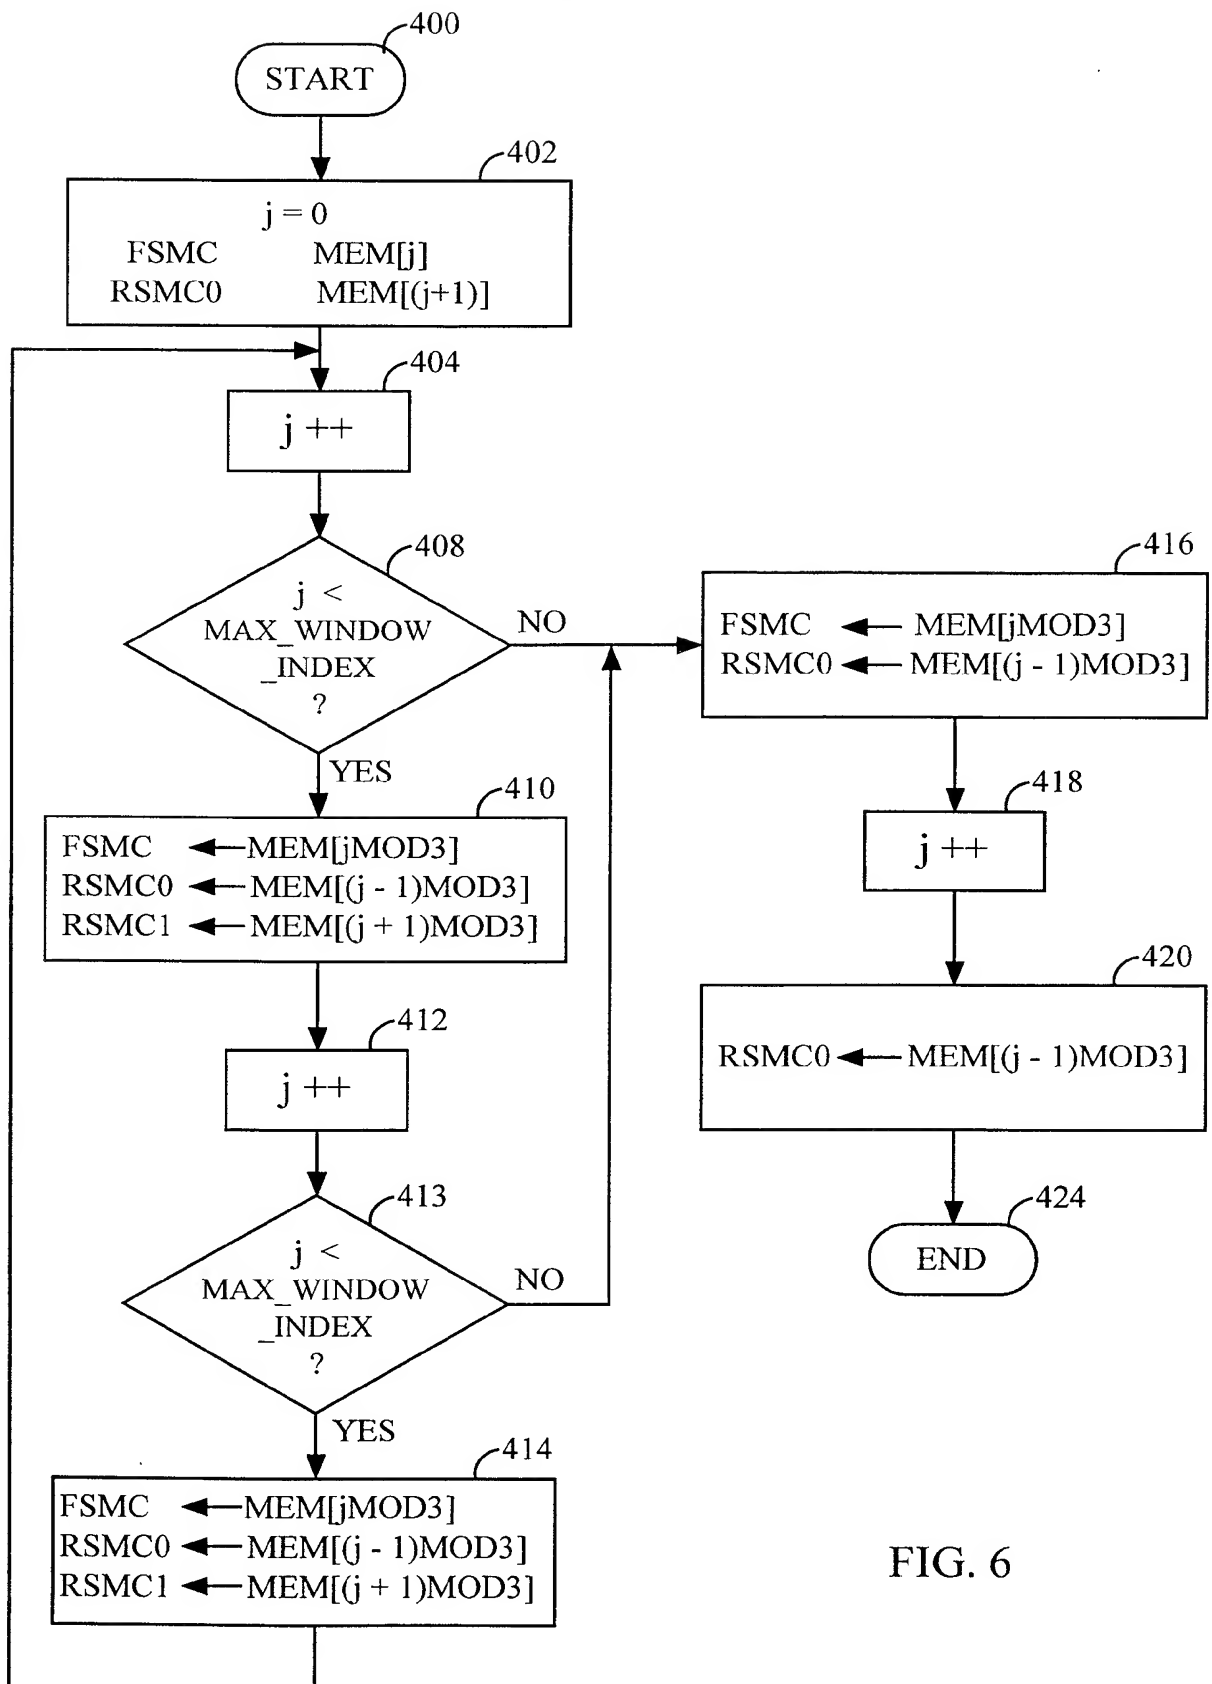 400
START
402
j = 0
FSMC MEM[j]
RSMC0 MEM[(j+1)]
404
j ++
408
j <
MAX_WINDOW
_INDEX
?
NO
YES
410
FSMC ← MEM[jMOD3]
RSMC0 ← MEM[(j - 1)MOD3]
RSMC1 ← MEM[(j + 1)MOD3]
412
j ++
413
j <
MAX_WINDOW
_INDEX
?
NO
YES
414
FSMC ← MEM[jMOD3]
RSMC0 ← MEM[(j - 1)MOD3]
RSMC1 ← MEM[(j + 1)MOD3]
416
FSMC ← MEM[jMOD3]
RSMC0 ← MEM[(j - 1)MOD3]
418
j ++
420
RSMC0 ← MEM[(j - 1)MOD3]
424
END
FIG. 6